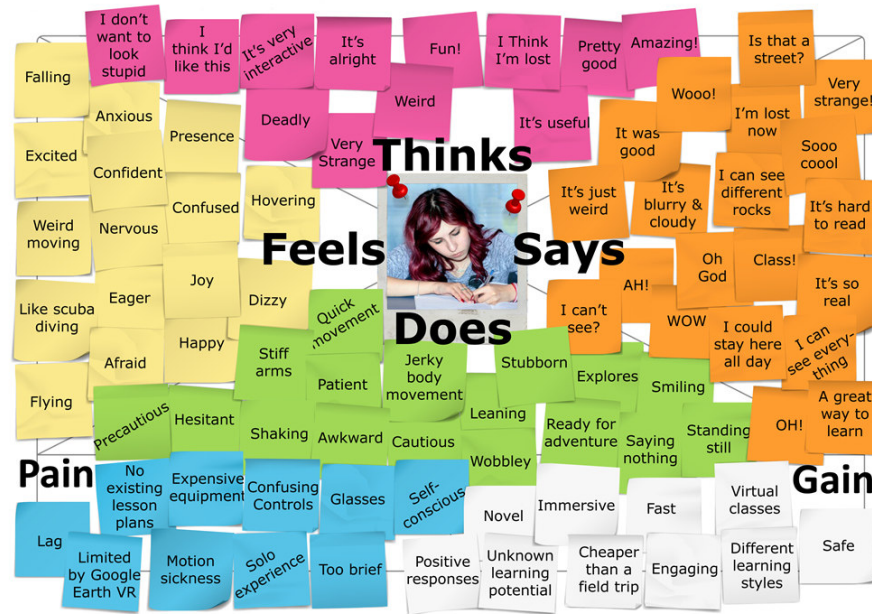 I don't
want to
look
stupid
I
think I'd
like this
It's very
interactive
It's
alright
Fun!
I Think
I'm lost
Pretty
good
Amazing!
Deadly
Very
Strange
Weird
It's useful
Thinks
Falling
Anxious
Presence
Excited
Confident
Confused
Hovering
Weird
moving
Nervous
Joy
Dizzy
Like scuba
diving
Eager
Happy
Afraid
Flying
Feels
Is that a
street?
Wooo!
Very
strange!
I'm lost
now
It was
good
Sooo
coool
It's just
weird
It's
blurry &
cloudy
I can see
different
rocks
It's hard
to read
Oh
God
Class!
AH!
It's so
real
I can't
see?
WOW
I could
stay here
all day
I can
see every-
thing
OH!
A great
way to
learn
Says
Does
Quick
movement
Stiff
arms
Patient
Jerky
body
movement
Stubborn
Explores
Smiling
Precautious
Hesitant
Shaking
Awkward
Cautious
Leaning
Wobbley
Ready for
adventure
Saying
nothing
Standing
still
Pain
No
existing
lesson
plans
Expensive
equipment
Confusing
Controls
Glasses
Self-
conscious
Lag
Limited
by Google
Earth VR
Motion
sickness
Solo
experience
Too brief
Gain
Novel
Immersive
Fast
Virtual
classes
Positive
responses
Unknown
learning
potential
Cheaper
than a
field trip
Engaging
Different
learning
styles
Safe